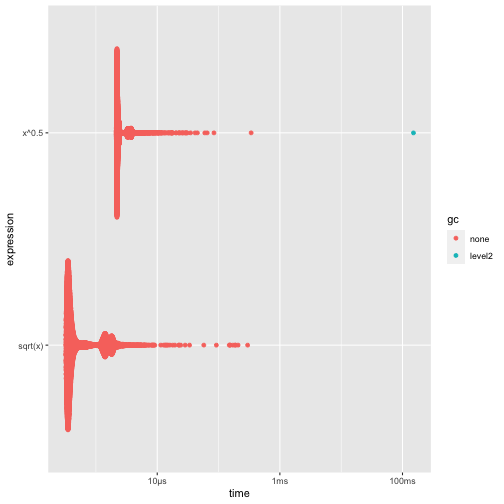 x^0.5
sqrt(x)
expression
10µs
1ms
100ms
time
gc
none
level2